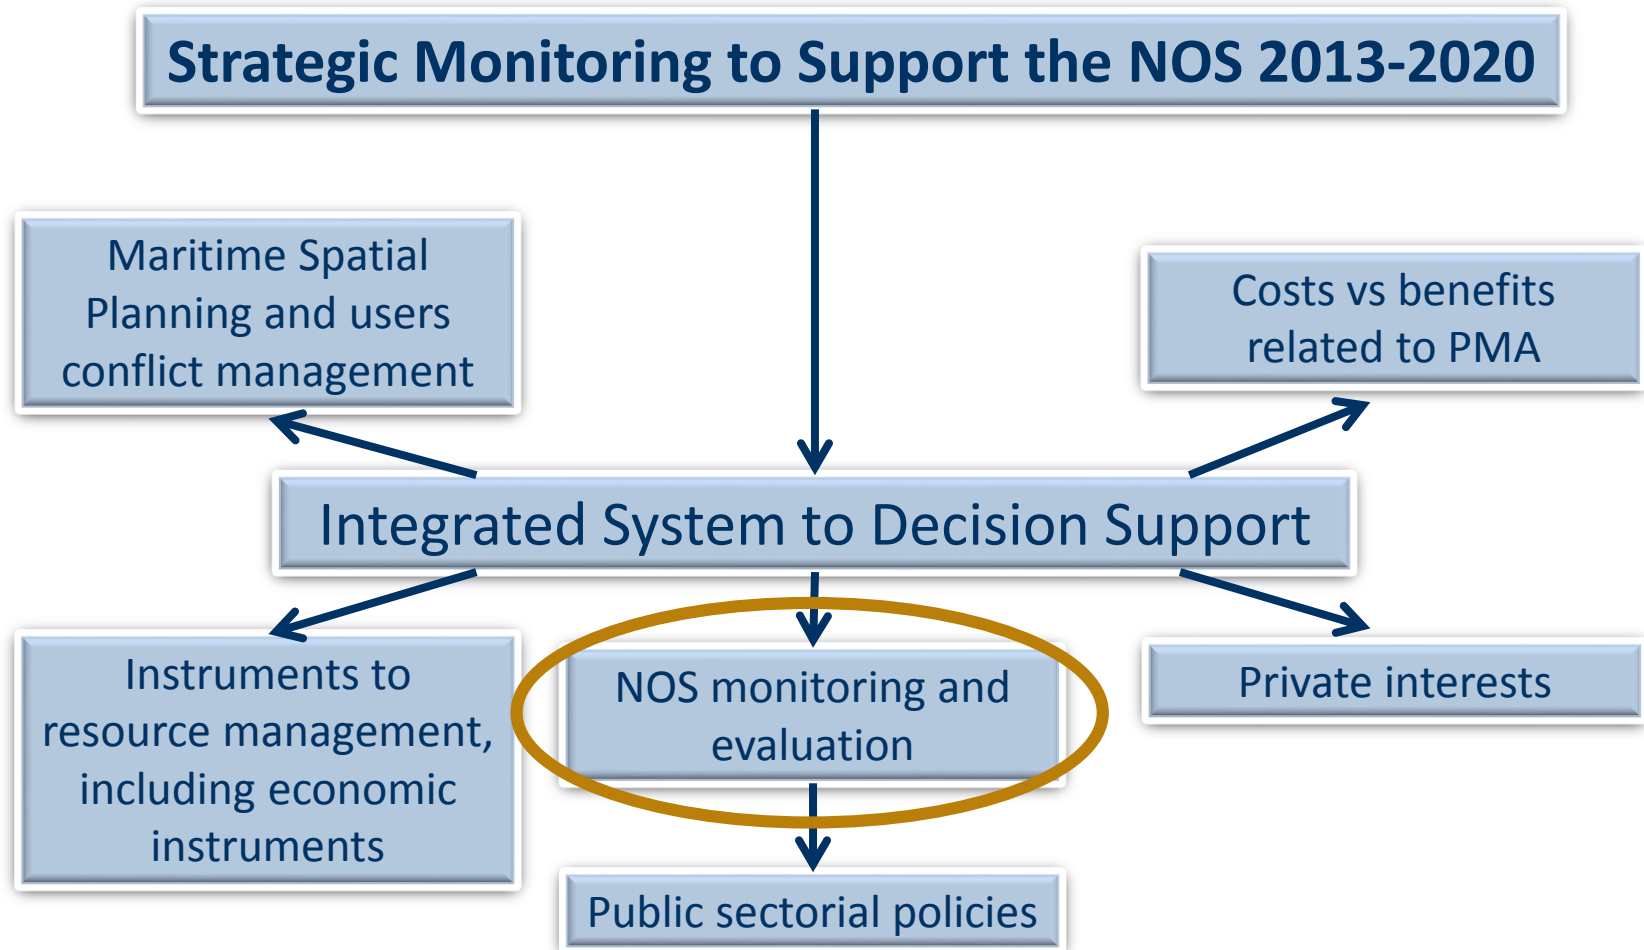 Strategic Monitoring to Support the NOS 2013-2020
Maritime Spatial
Planning and users
conflict management
Costs vs benefits
related to PMA
Integrated System to Decision Support
Instruments to
resource management,
including economic
instruments
NOS monitoring and
evaluation
Private interests
Public sectorial policies